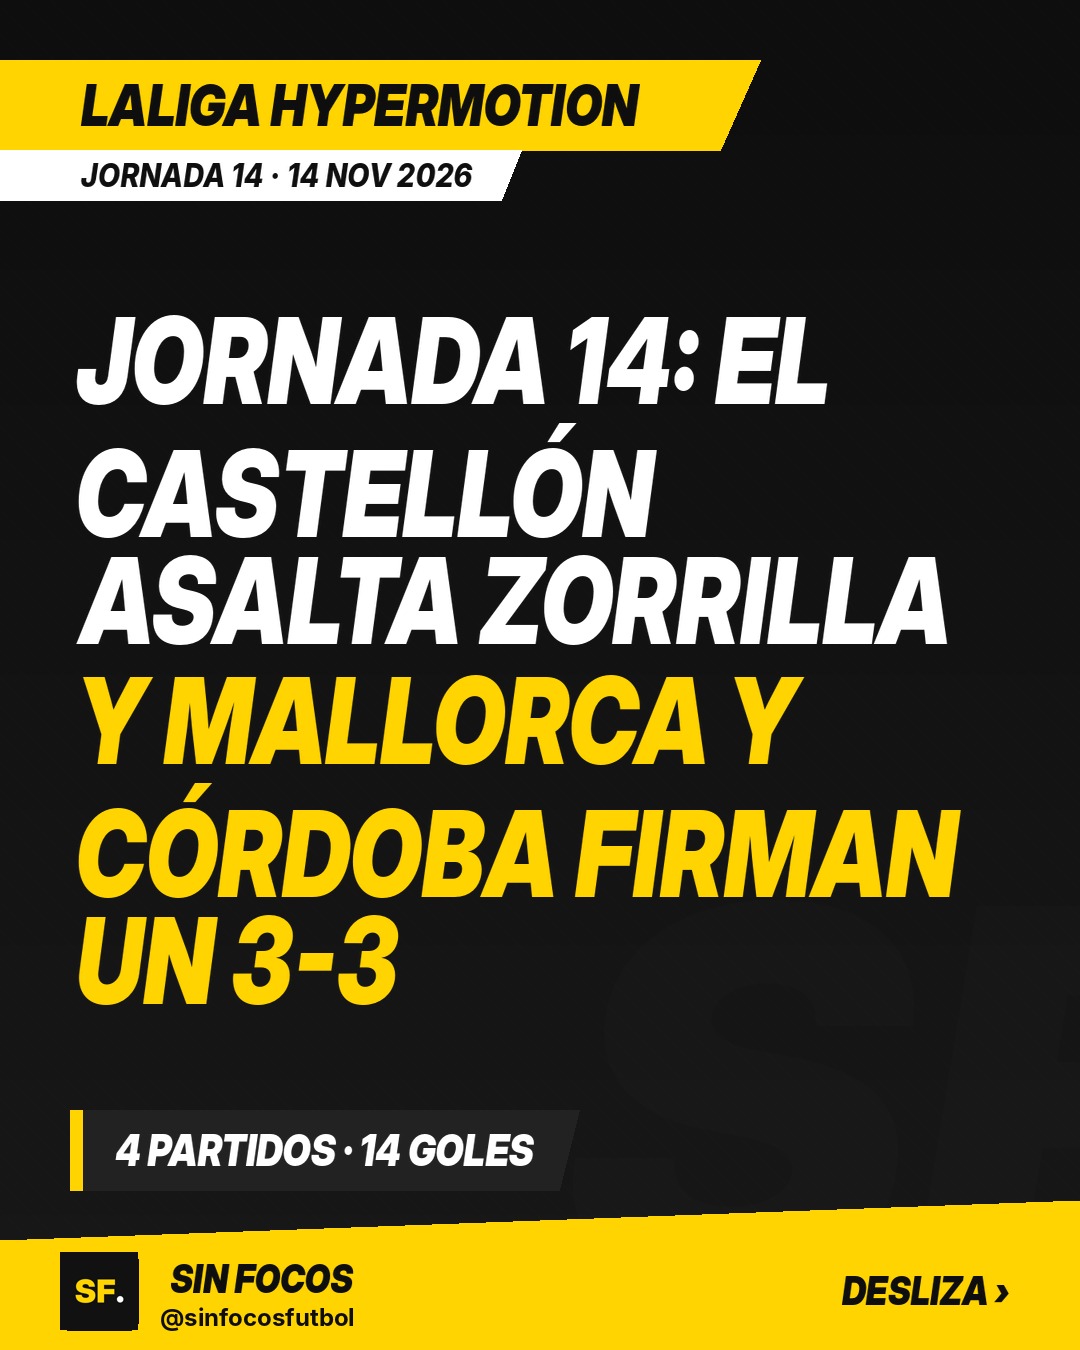 LALIGA HYPERMOTION
JORNADA 14 · 14 NOV 2026
JORNADA 14: EL
CASTELLÓN
ASALTA ZORRILLA
Y MALLORCA Y
CÓRDOBA FIRMAN
UN 3-3
4 PARTIDOS · 14 GOLES
SF.
SIN FOCOS
@sinfocosfutbol
DESLIZA ›